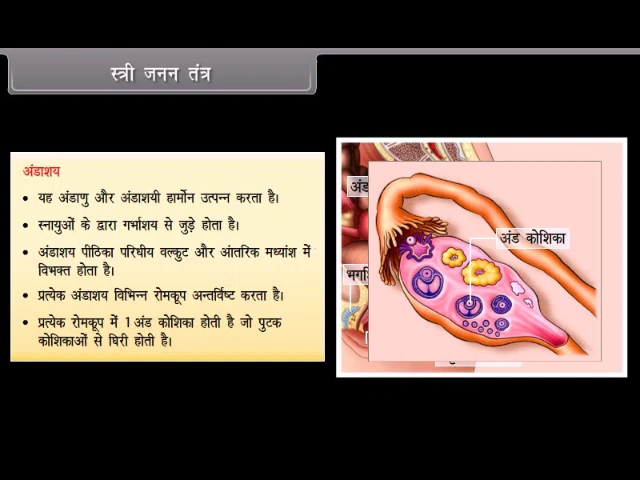 स्त्री जनन तंत्र
अंडाशय
• यह अंडाणु और अंडाशयी हार्मोन उत्पन्न करता है।
• स्नायुओं के द्वारा गर्भाशय से जुड़े होता है।
• अंडाशय पीठिका परिधीय वल्कुट और आंतरिक मध्यांश में
विभक्त होता है।
• प्रत्येक अंडाशय विभिन्न रोमकूप अन्तर्विष्ट करता है।
• प्रत्येक रोमकूप में 1 अंड कोशिका होती है जो पुटक
कोशिकाओं से घिरी होती है।
अंड कोशिका